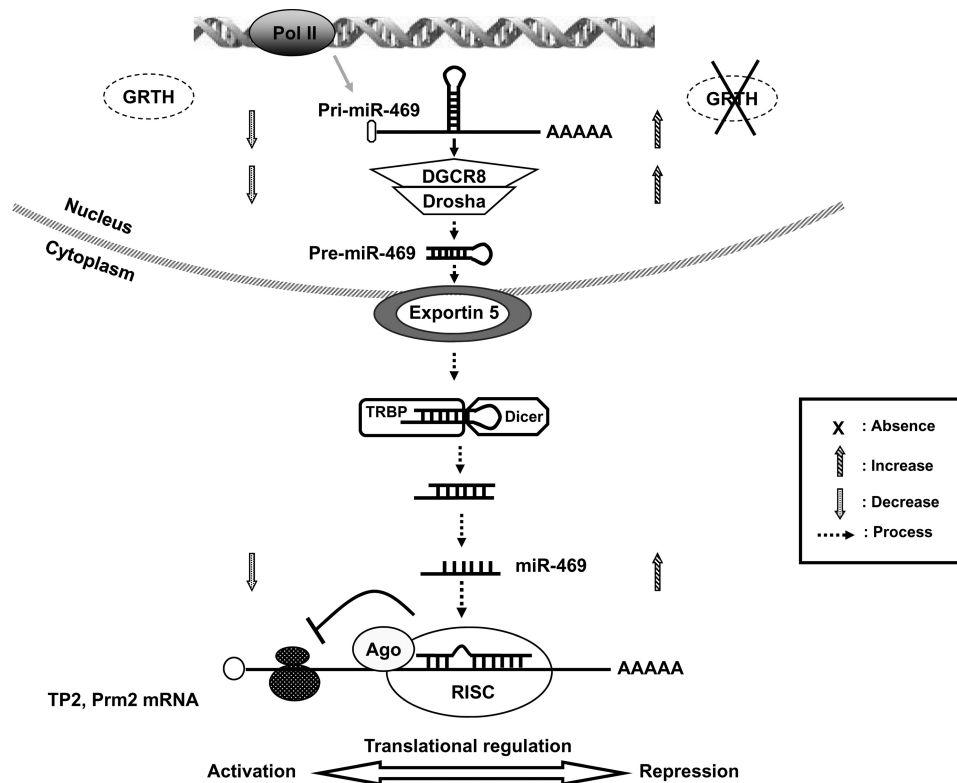 Pol II
GRTH
GRTH
Pri-miR-469
AAAAA
DGCR8
Drosha
Nucleus
Cytoplasm
Pre-miR-469
Exportin 5
TRBP
Dicer
X : Absence
: Increase
: Decrease
: Process
miR-469
Ago
RISC
AAAAA
TP2, Prm2 mRNA
Translational regulation
Activation
Repression